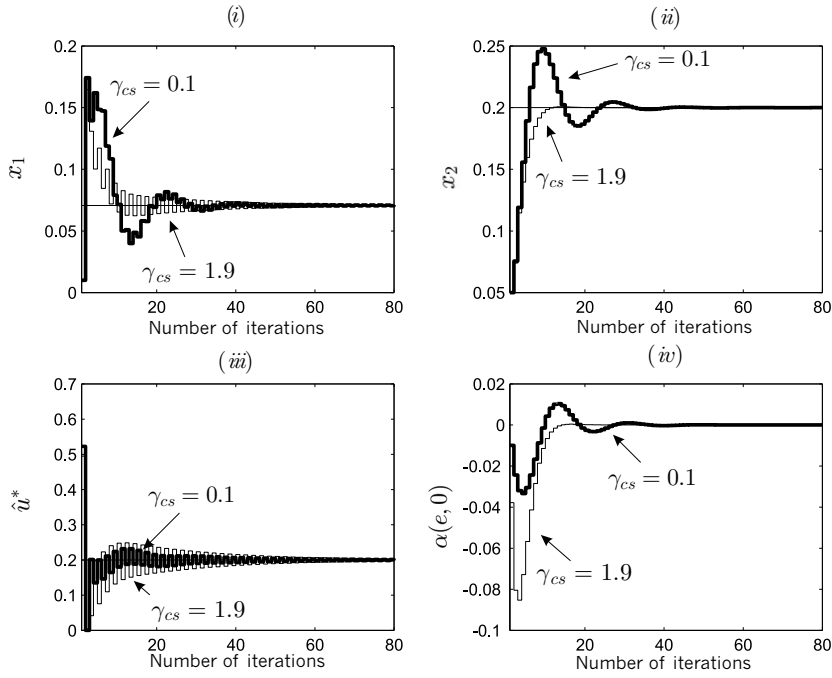 (i)
0.2
0.15
0.1
0.05
0
x₁
γcs = 0.1
γcs = 1.9
20
40
60
80
Number of iterations
(ii)
0.25
0.2
0.15
0.1
0.05
x₂
γcs = 0.1
γcs = 1.9
20
40
60
80
Number of iterations
(iii)
0.7
0.6
0.5
0.4
0.3
0.2
0.1
0
û*
γcs = 0.1
γcs = 1.9
20
40
60
80
Number of iterations
(iv)
0.02
0
-0.02
-0.04
-0.06
-0.08
-0.1
α(e, 0)
γcs = 0.1
γcs = 1.9
20
40
60
80
Number of iterations